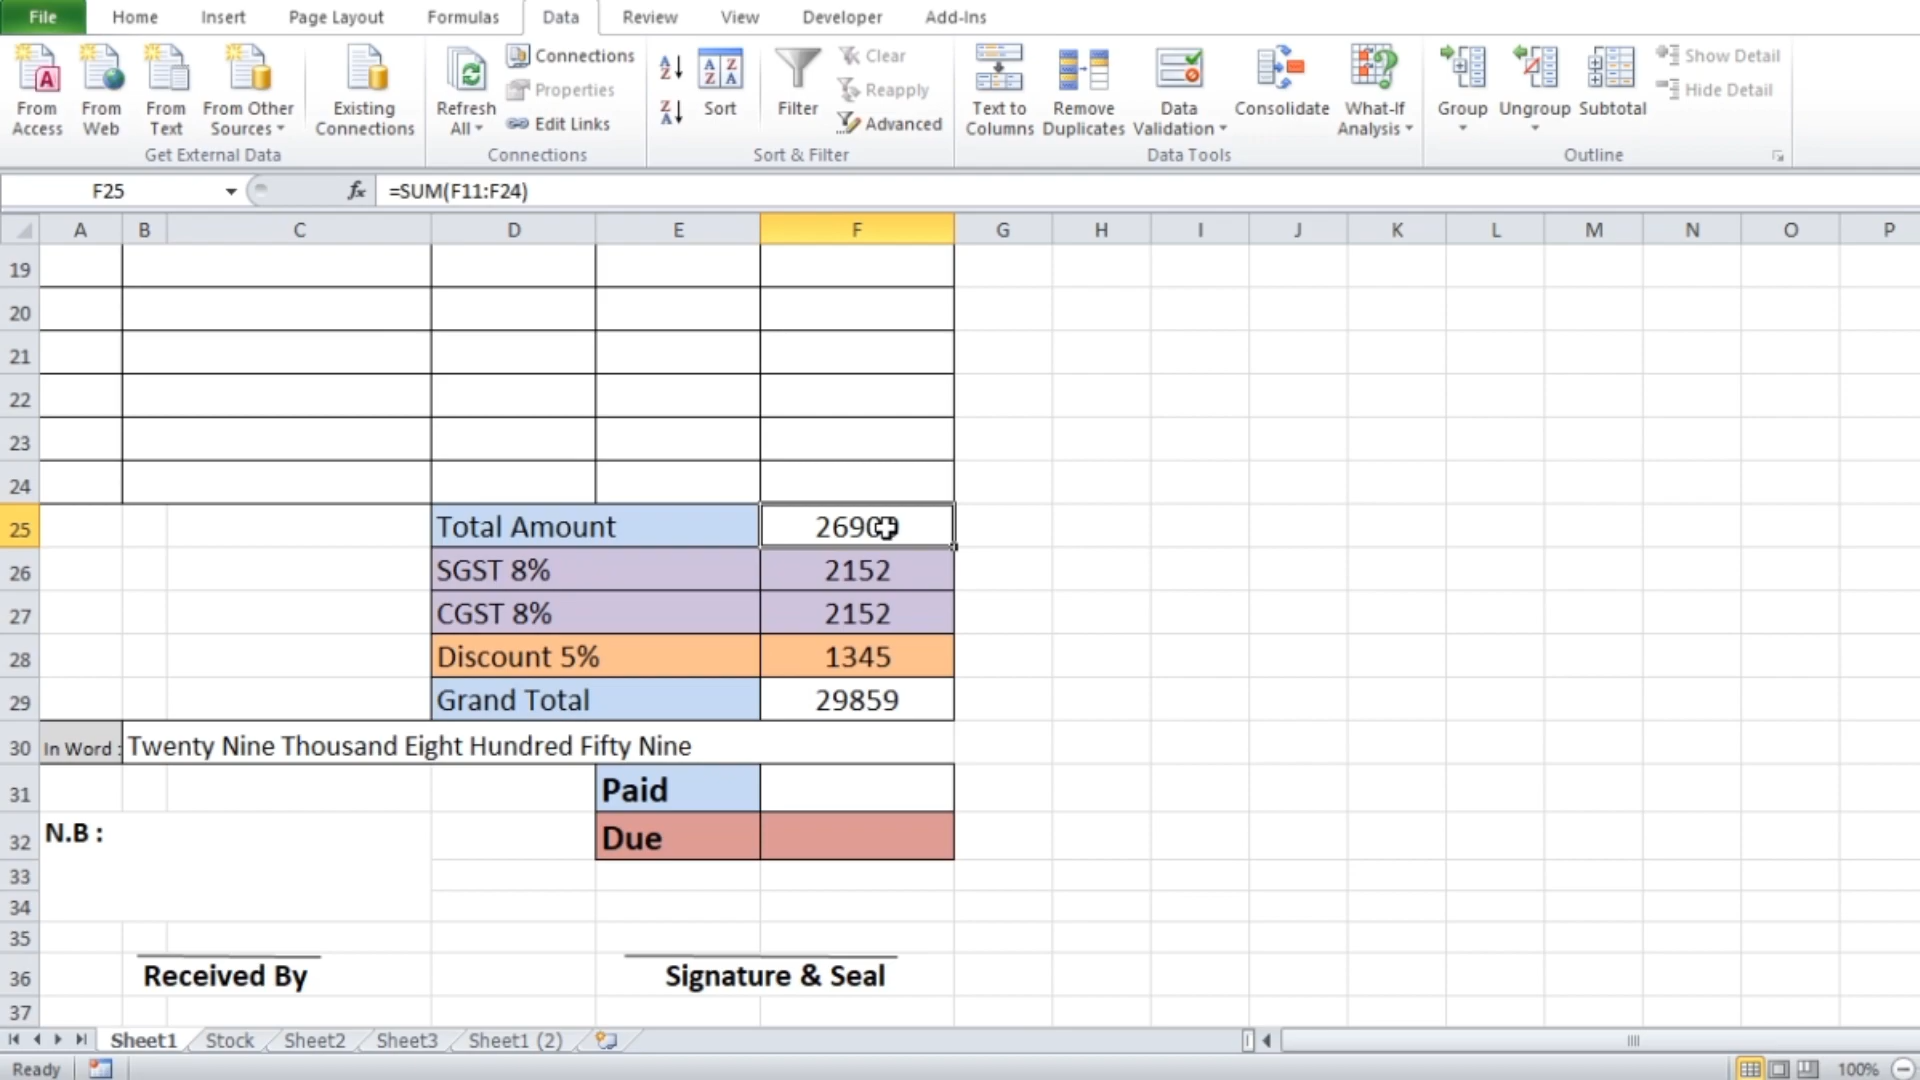 File Home Insert Page Layout Formulas Data Review View Developer Add-Ins
From Access
From Web
From Text
From Other Sources
Existing Connections
Get External Data
Refresh All
Connections
Properties
Edit Links
Connections
Sort
Filter
Clear
Reapply
Advanced
Sort & Filter
Text to Columns
Remove Duplicates
Data Validation
Consolidate
What-If Analysis
Data Tools
Group
Ungroup
Subtotal
Show Detail
Hide Detail
Outline
F25 fx =SUM(F11:F24)
A B C D E F G H I J K L M N O P
19
20
21
22
23
24
25 Total Amount
26 SGST 8% 2152
27 CGST 8% 2152
28 Discount 5% 1345
29 Grand Total 29859
30 In Word : Twenty Nine Thousand Eight Hundred Fifty Nine
31 Paid
32 N.B : Due
33
34
35
36 Received By Signature & Seal
37
Sheet1 Stock Sheet2 Sheet3 Sheet1 (2)
Ready 100%